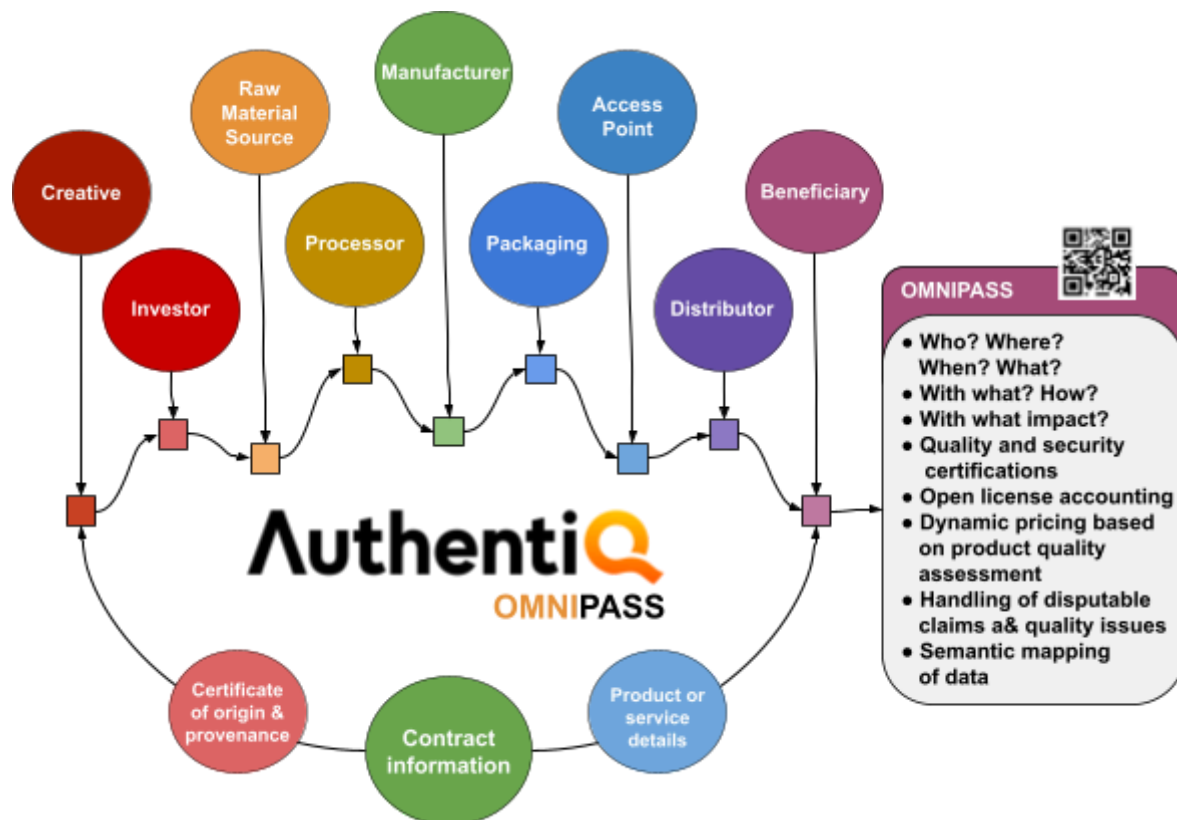 Manufacturer
Raw
Material
Source
Access
Point
Creative
Beneficiary
Processor
Packaging
Investor
Distributor
OMNIPASS
● Who? Where?
When? What?
● With what? How?
● With what impact?
● Quality and security
certifications
● Open license accounting
● Dynamic pricing based
on product quality
assessment
● Handling of disputable
claims a& quality issues
● Semantic mapping
of data
AuthentiQ
OMNIPASS
Certificate
of origin &
provenance
Contract
information
Product or
service
details